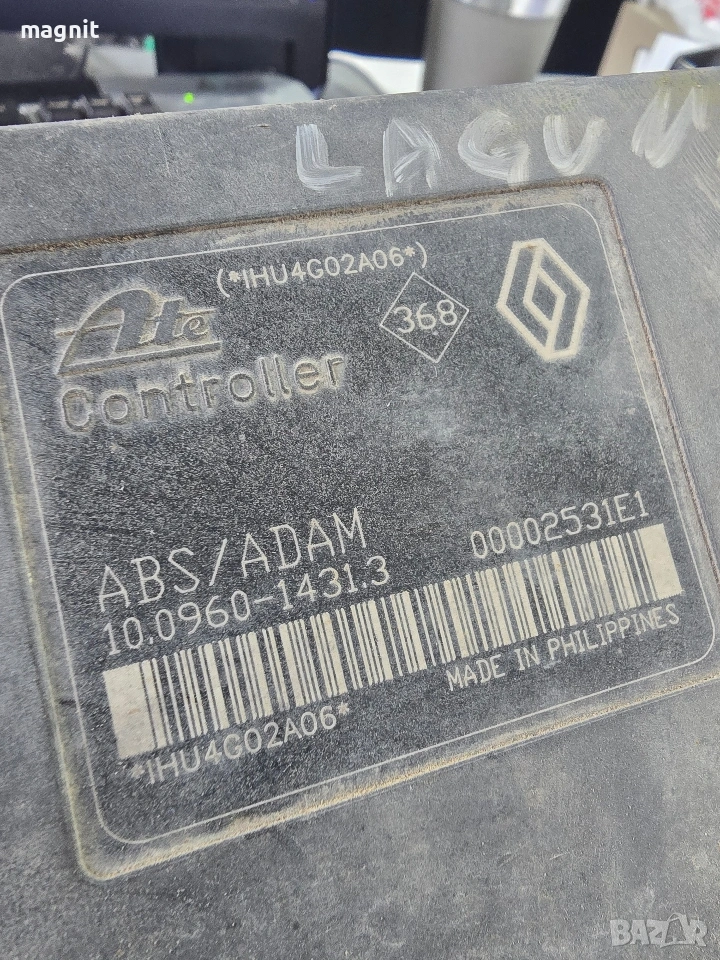 magnit
LAGUN
(*IHU4G02A06*)
Ate
368
Controller
ABS/ADAM
00002531E1
10.0960-1431.3
MADE IN PHILIPPINES
*IHU4G02A06*
BAZAR